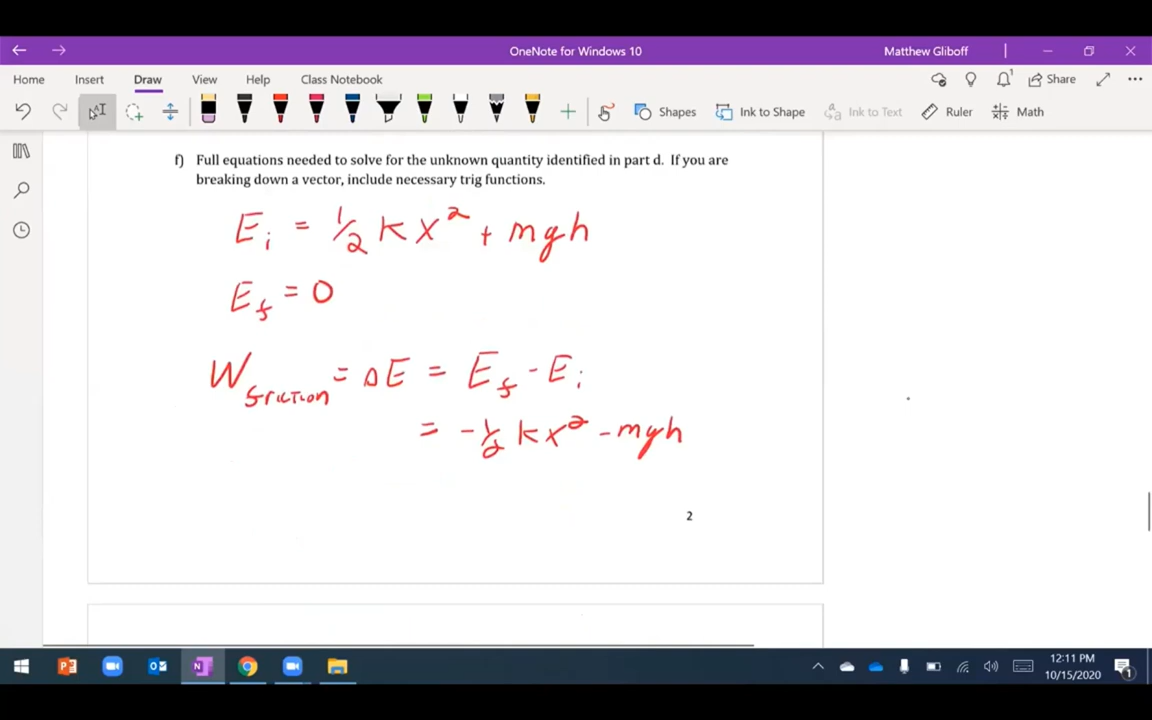 OneNote for Windows 10
Matthew Gliboff
Home Insert Draw View Help Class Notebook
1 Share
Shapes Ink to Shape Ink to Text Ruler Math
f) Full equations needed to solve for the unknown quantity identified in part d. If you are
breaking down a vector, include necessary trig functions.
Ei = 1/2 kx² + mgh
Ef = 0
Wfriction = ΔE = Ef - Ei
= -1/2 kx² - mgh
2
12:11 PM
10/15/2020
1